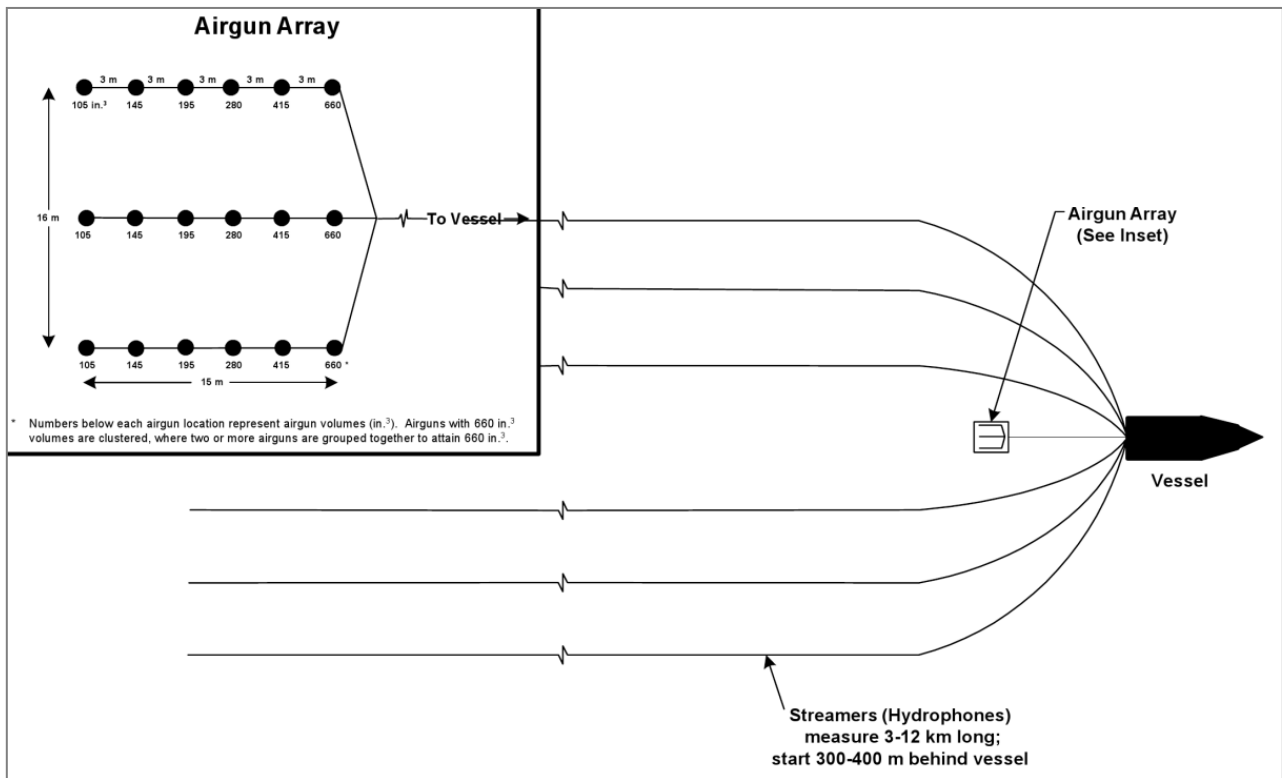 Airgun Array
3 m 3 m 3 m 3 m 3 m
105 in.³ 145 195 280 415 660
16 m
To Vessel
105 145 195 280 415 660
105 145 195 280 415 660 *
15 m
* Numbers below each airgun location represent airgun volumes (in.³). Airguns with 660 in.³
volumes are clustered, where two or more airguns are grouped together to attain 660 in.³.
Airgun Array
(See Inset)
Vessel
Streamers (Hydrophones)
measure 3-12 km long;
start 300-400 m behind vessel